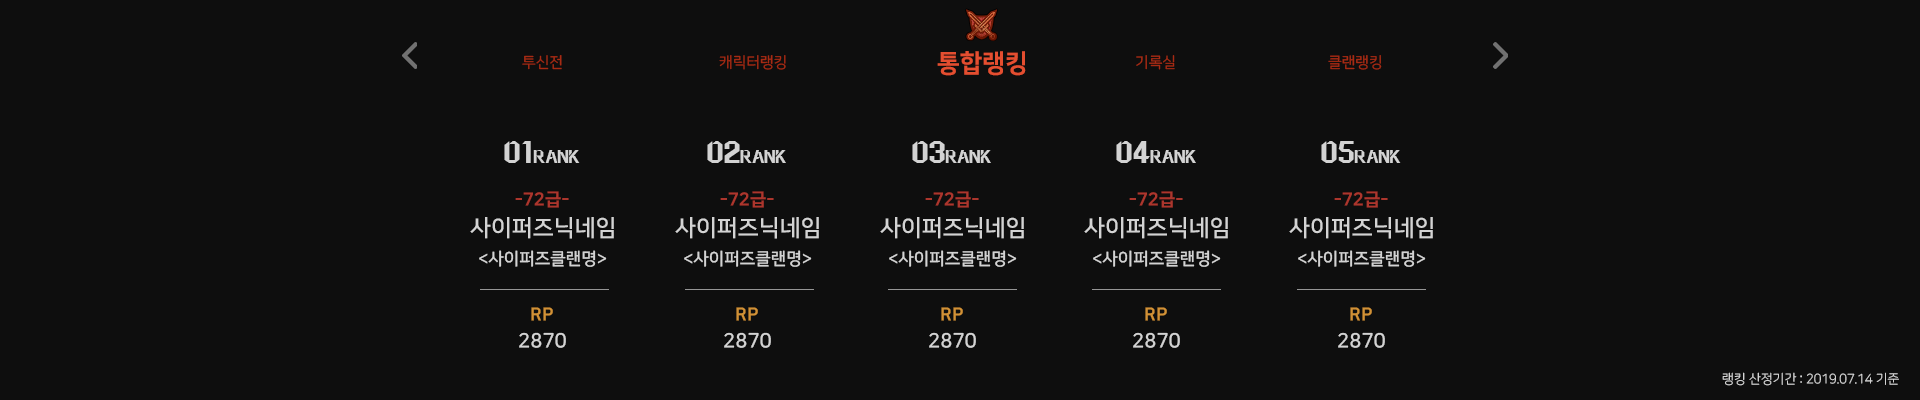 투신전 캐릭터랭킹 통합랭킹 기록실 클랜랭킹
01RANK 02RANK 03RANK 04RANK 05RANK
-72급- -72급- -72급- -72급- -72급-
사이퍼즈닉네임 사이퍼즈닉네임 사이퍼즈닉네임 사이퍼즈닉네임 사이퍼즈닉네임
<사이퍼즈클랜명> <사이퍼즈클랜명> <사이퍼즈클랜명> <사이퍼즈클랜명> <사이퍼즈클랜명>
RP RP RP RP RP
2870 2870 2870 2870 2870
랭킹 산정기간 : 2019.07.14 기준